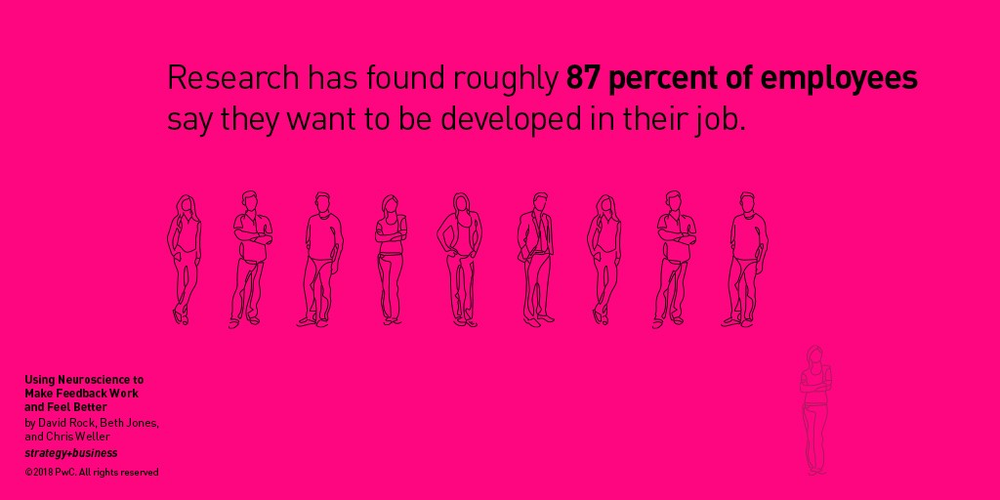 Research has found roughly 87 percent of employees
say they want to be developed in their job.
Using Neuroscience to
Make Feedback Work
and Feel Better
by David Rock, Beth Jones,
and Chris Weller
strategy+business
©2018 PwC. All rights reserved